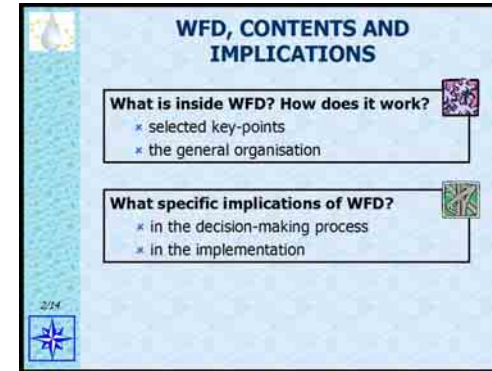 WFD, CONTENTS AND
IMPLICATIONS
What is inside WFD? How does it work?
× selected key-points
× the general organisation
What specific implications of WFD?
× in the decision-making process
× in the implementation
2/14